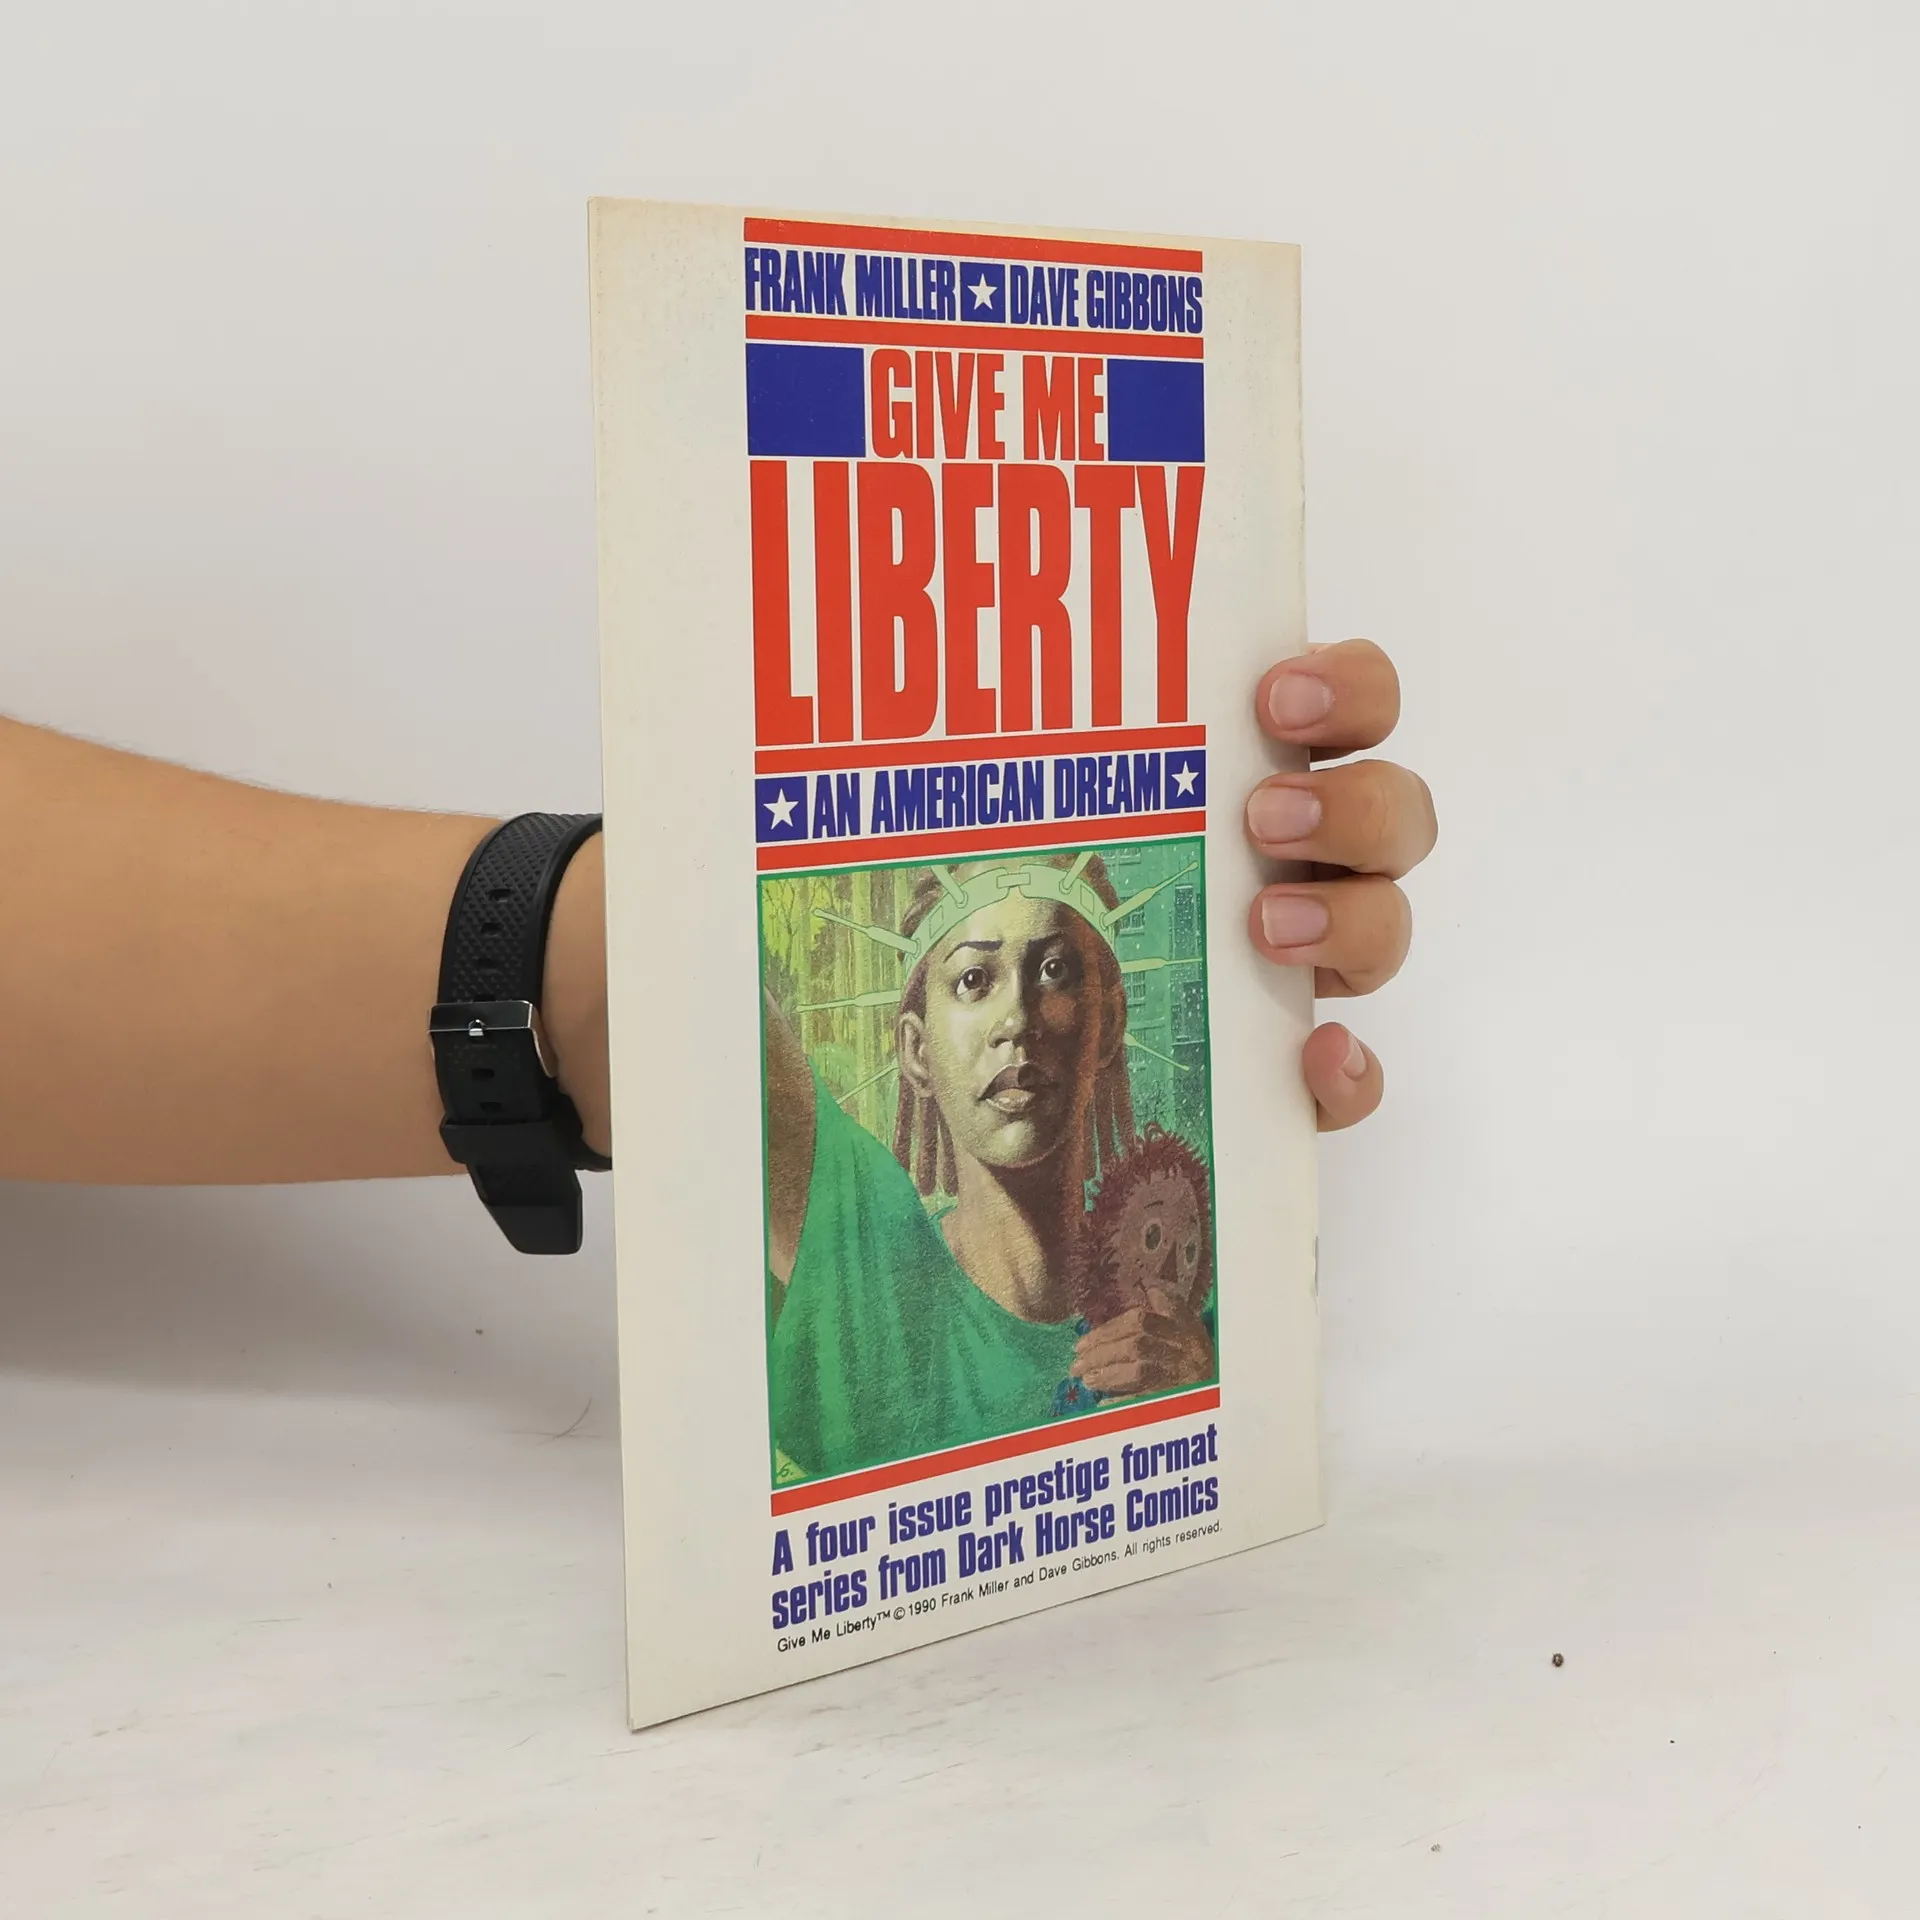 FRANK MILLER ★ DAVE GIBBONS
GIVE ME
LIBERTY
★ AN AMERICAN DREAM ★
A four issue prestige format
series from Dark Horse Comics
Give Me Liberty™ © 1990 Frank Miller and Dave Gibbons. All rights reserved.